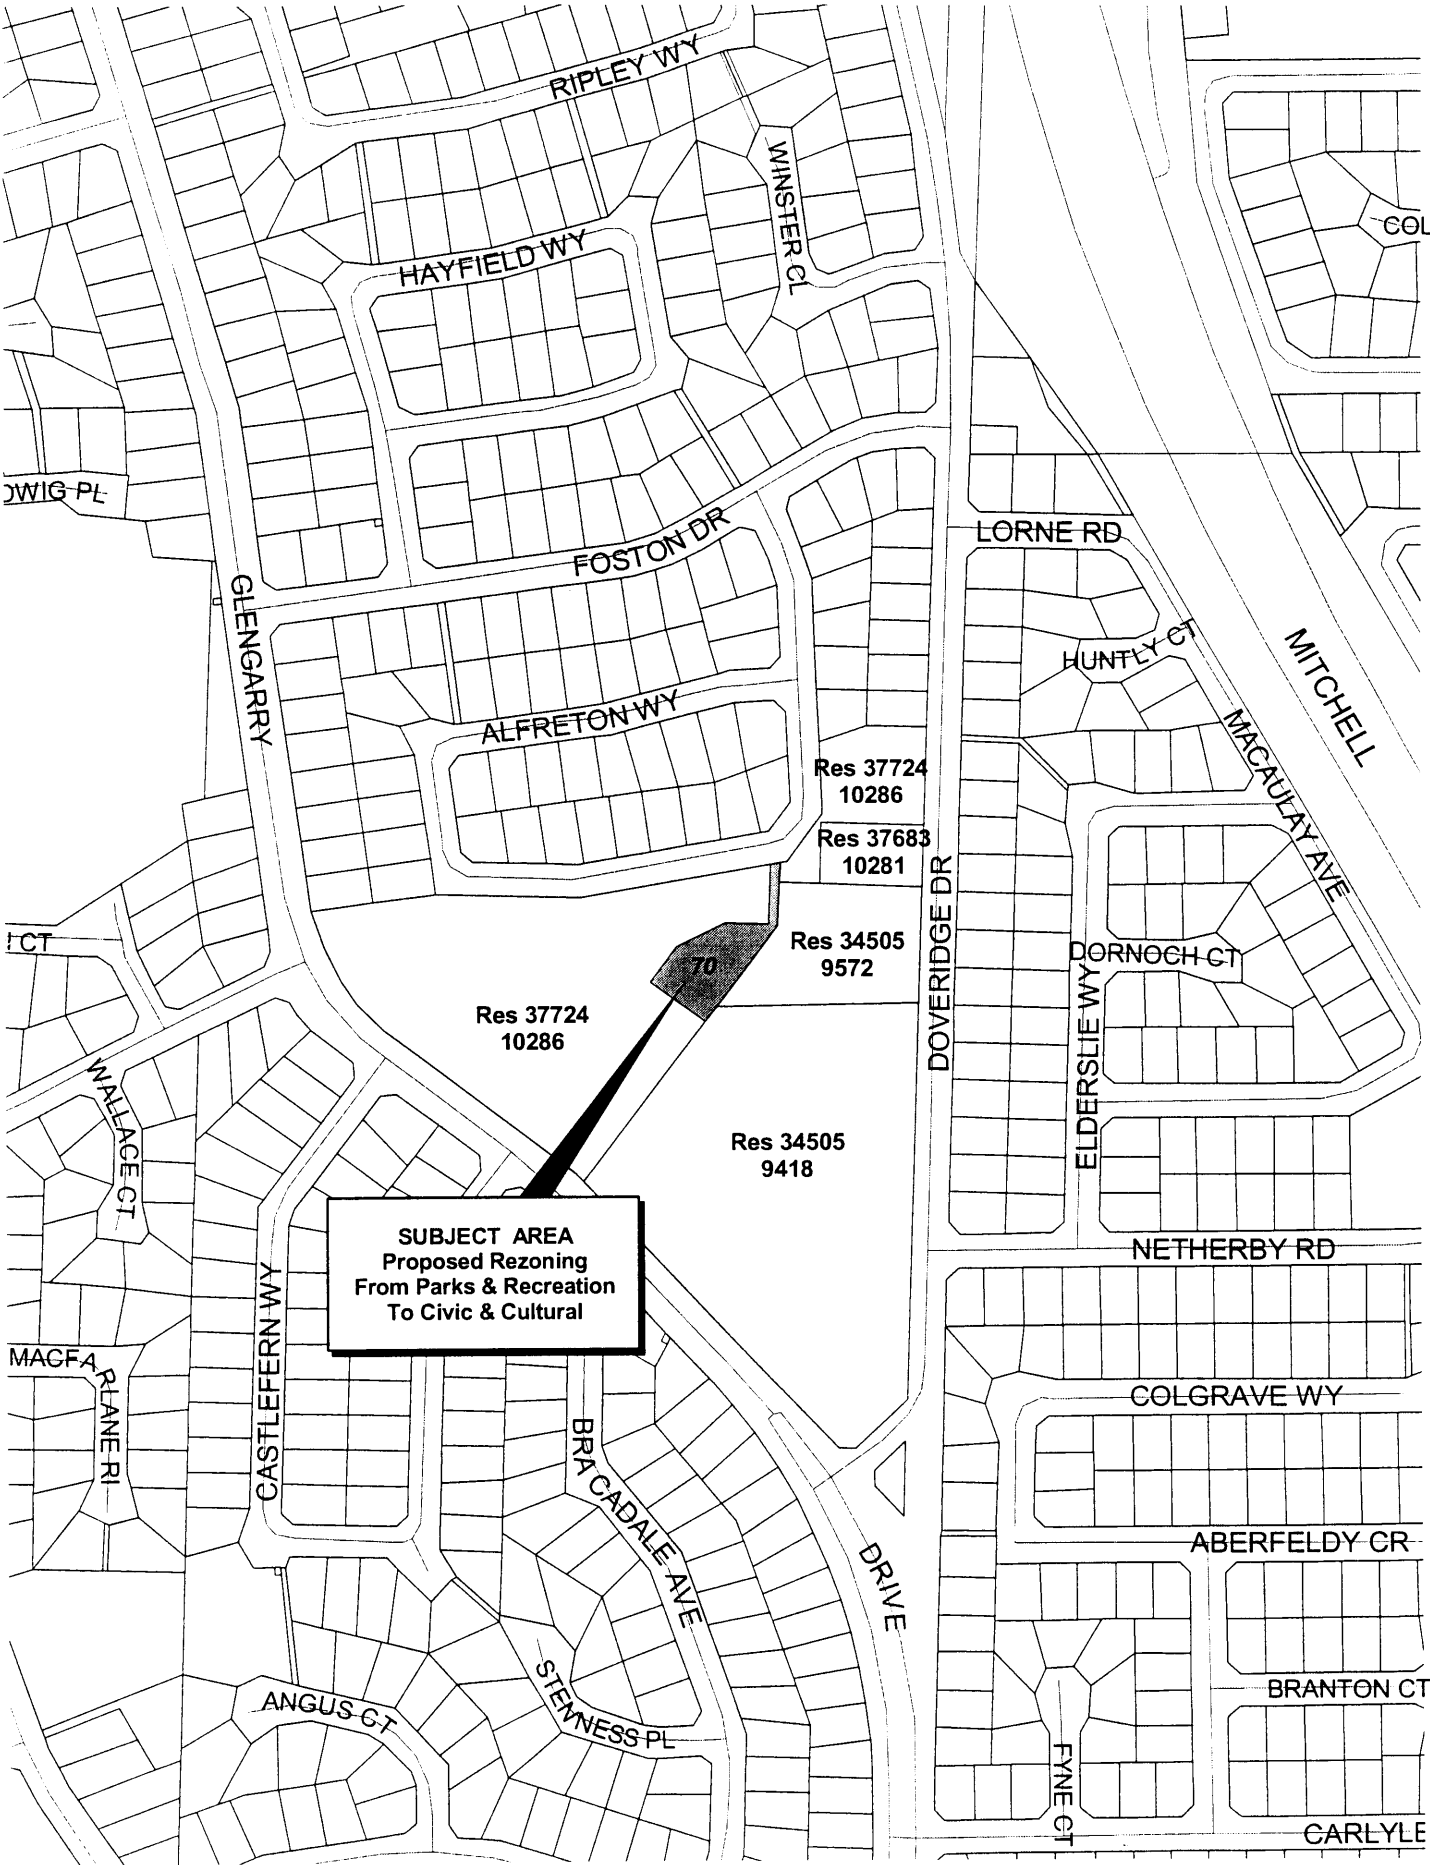 RIPLEY WY
WINSTER CL
COL
HAYFIELD WY
OWIG PL
LORNE RD
FOSTON DR
GLENGARRY
HUNTLY CT
MITCHELL
ALFRETON WY
MACAULAY AVE
Res 37724
10286
Res 37683
10281
DOVERIDGE DR
I CT
Res 34505
9572
DORNOCH CT
70
ELDERSLIE WY
Res 37724
10286
WALLACE CT
Res 34505
9418
SUBJECT AREA
Proposed Rezoning
From Parks & Recreation
To Civic & Cultural
NETHERBY RD
CASTLEFERN WY
MACFARLANE RI
COLGRAVE WY
BRACADALE AVE
ABERFELDY CR
DRIVE
STENNESS PL
BRANTON CT
ANGUS CT
FYNE CT
CARLYLE